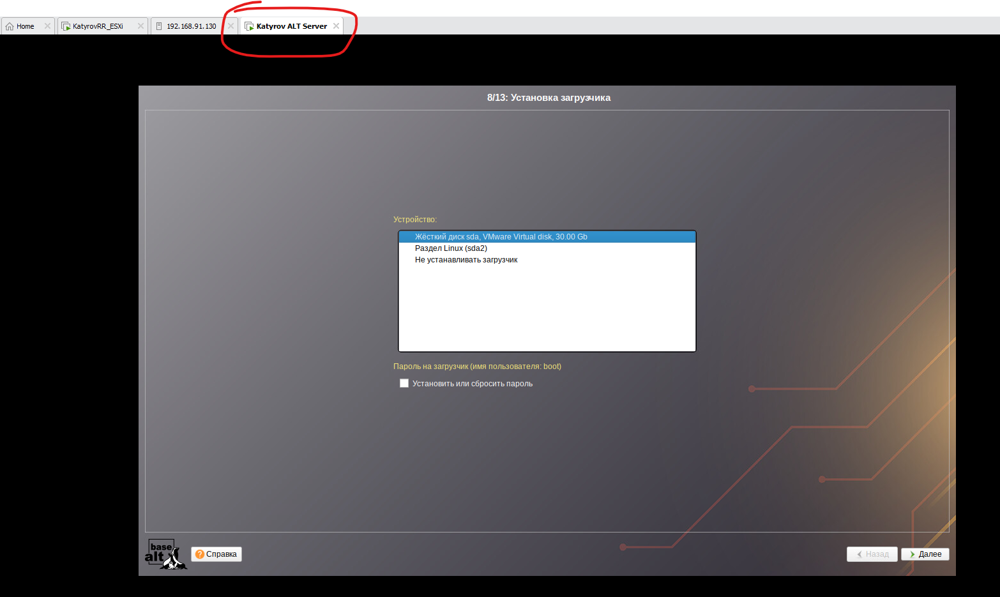 Home
KatyrovRR_ESXi
192.168.91.130
Katyrov ALT Server
8/13: Установка загрузчика
Устройство:
Жёсткий диск sda, VMware Virtual disk, 30.00 Gb
Раздел Linux (sda2)
Не устанавливать загрузчик
Пароль на загрузчик (имя пользователя: boot)
Установить или сбросить пароль
base
alt
Справка
Назад
Далее